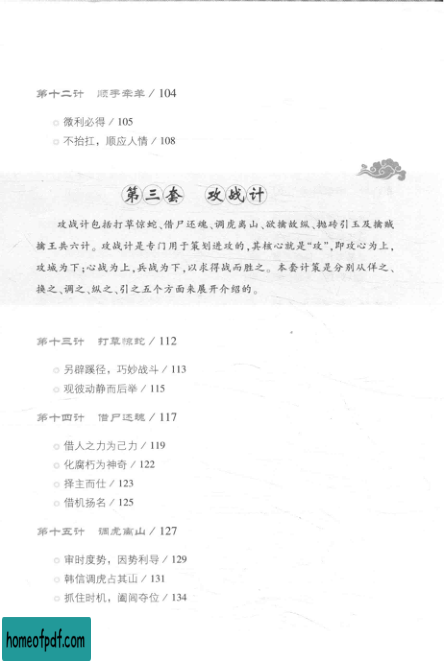 第十二计 顺手牵羊 / 104
微利必得 / 105
不抬扛，顺应人情 / 108
第三套 攻战计
攻战计包括打草惊蛇、借尸还魂、调虎离山、欲擒故纵、抛砖引玉及擒贼
擒王共六计。攻战计是专门用于策划进攻的，其核心就是“攻”，即攻心为上，
攻城为下；心战为上，兵战为下，以求得战而胜之。本套计策是分别从佯之、
换之、调之、纵之、引之五个方面来展开介绍的。
第十三计 打草惊蛇 / 112
另辟蹊径，巧妙战斗 / 113
观彼动静而后举 / 115
第十四计 借尸还魂 / 117
借人之力为己力 / 119
化腐朽为神奇 / 122
择主而仕 / 123
借机扬名 / 125
第十五计 调虎离山 / 127
审时度势，因势利导 / 129
韩信调虎占其山 / 131
抓住时机，阖闾夺位 / 134
homeofpdf.com